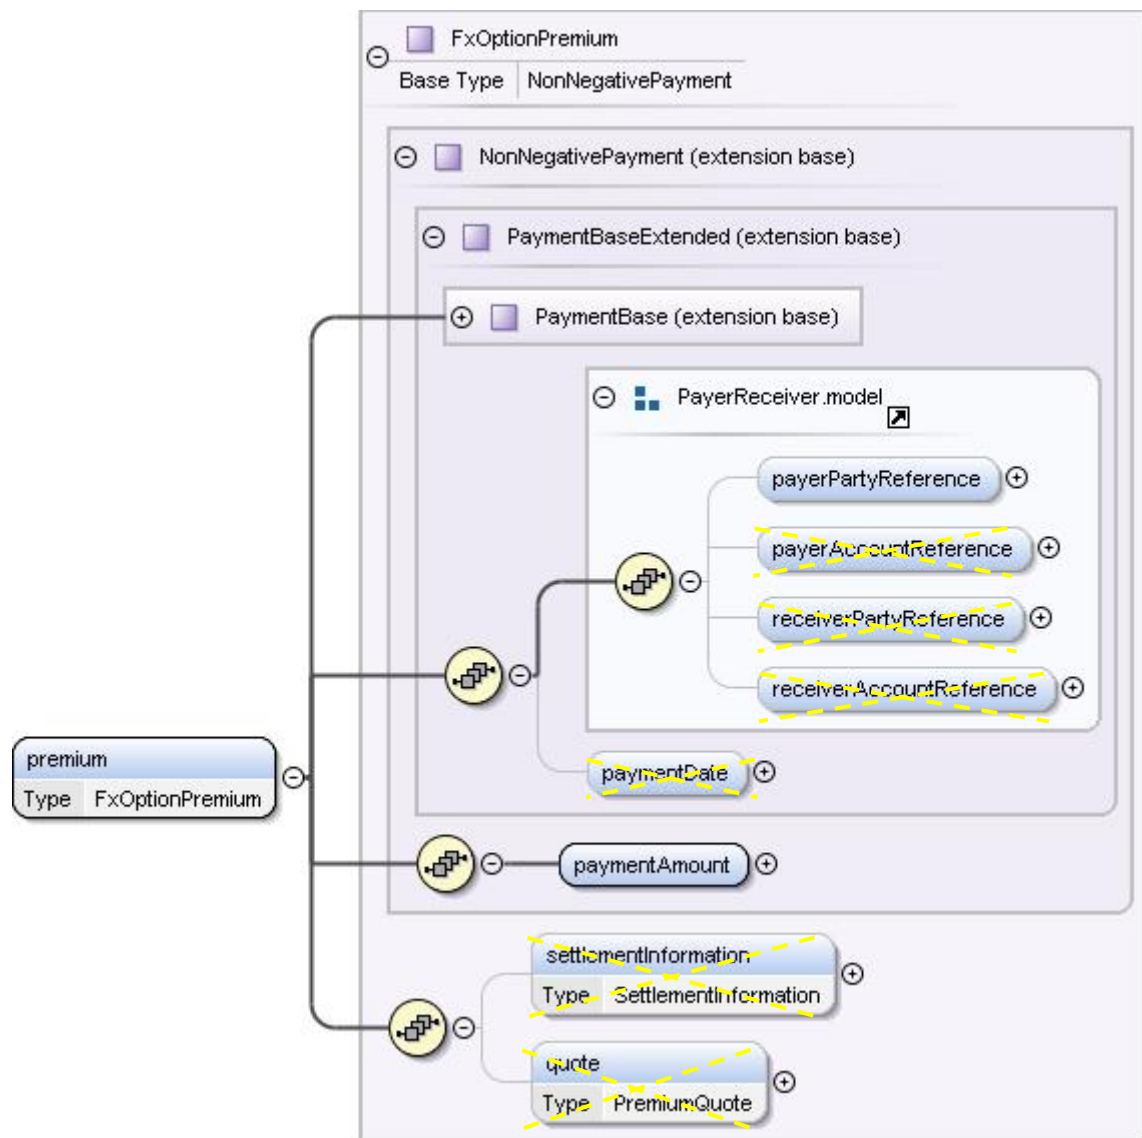 FxOptionPremium
Base Type NonNegativePayment
NonNegativePayment (extension base)
PaymentBaseExtended (extension base)
PaymentBase (extension base)
PayerReceiver.model
payerPartyReference
payerAccountReference
receiverPartyReference
receiverAccountReference
premium
Type FxOptionPremium
paymentDate
paymentAmount
settlementInformation
Type SettlementInformation
quote
Type PremiumQuote